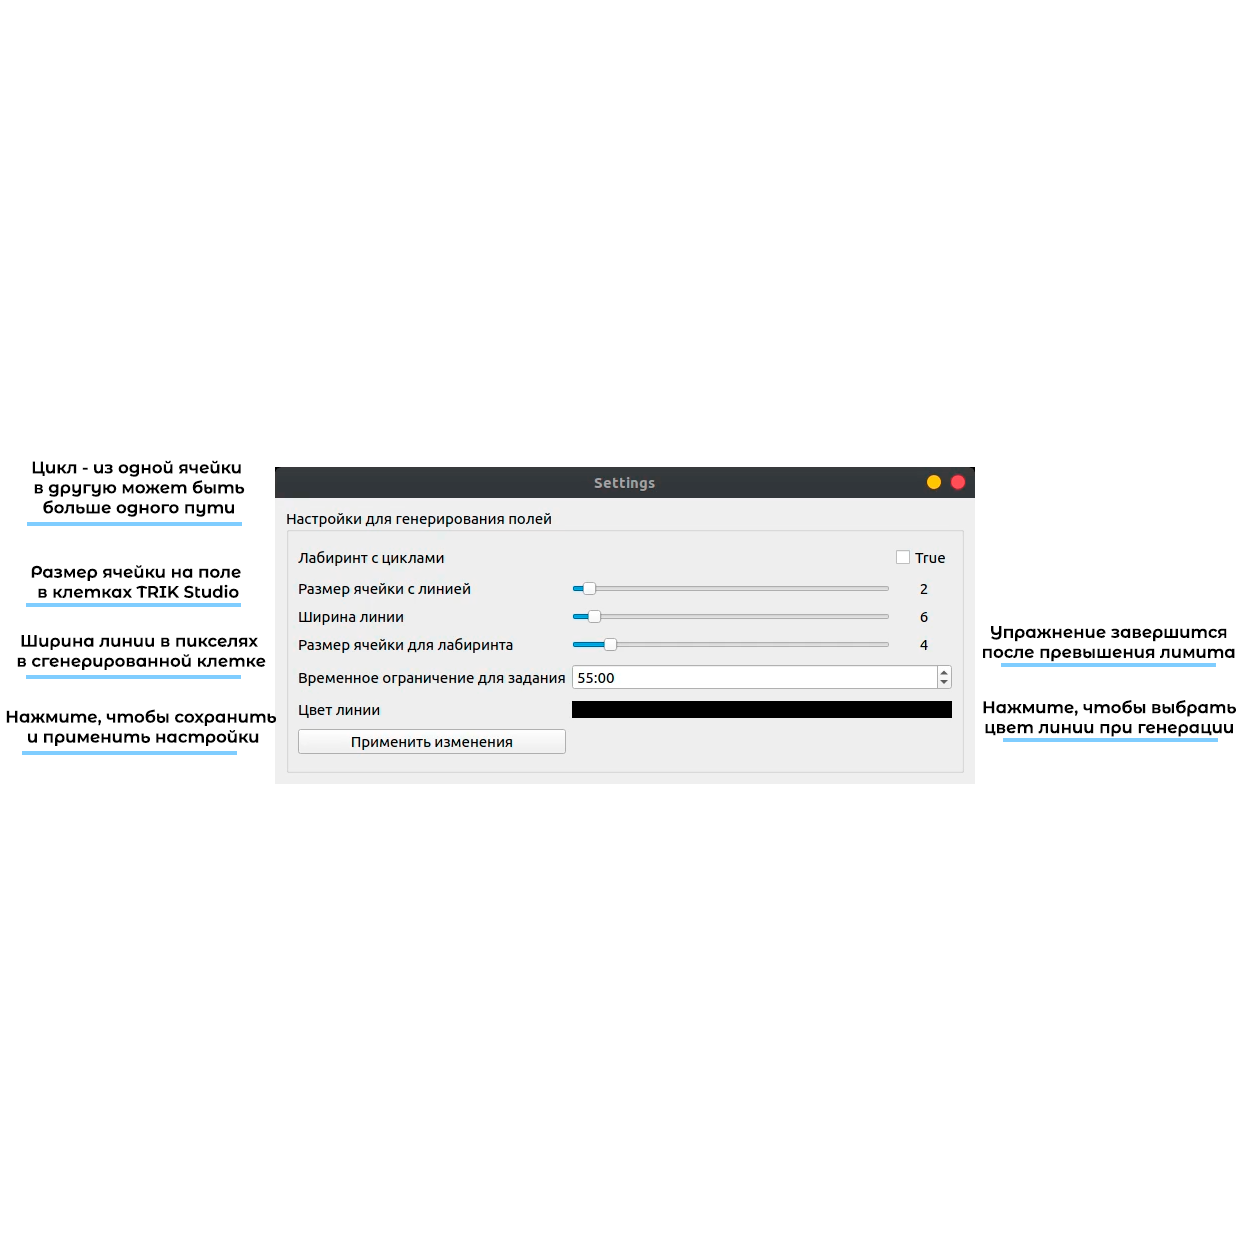 Цикл - из одной ячейки
в другую может быть
больше одного пути
Размер ячейки на поле
в клетках TRIK Studio
Ширина линии в пикселях
в сгенерированной клетке
Нажмите, чтобы сохранить
и применить настройки
Settings
Настройки для генерирования полей
Лабиринт с циклами True
Размер ячейки с линией 2
Ширина линии 6
Размер ячейки для лабиринта 4
Временное ограничение для задания 55:00
Цвет линии
Применить изменения
Упражнение завершится
после превышения лимита
Нажмите, чтобы выбрать
цвет линии при генерации